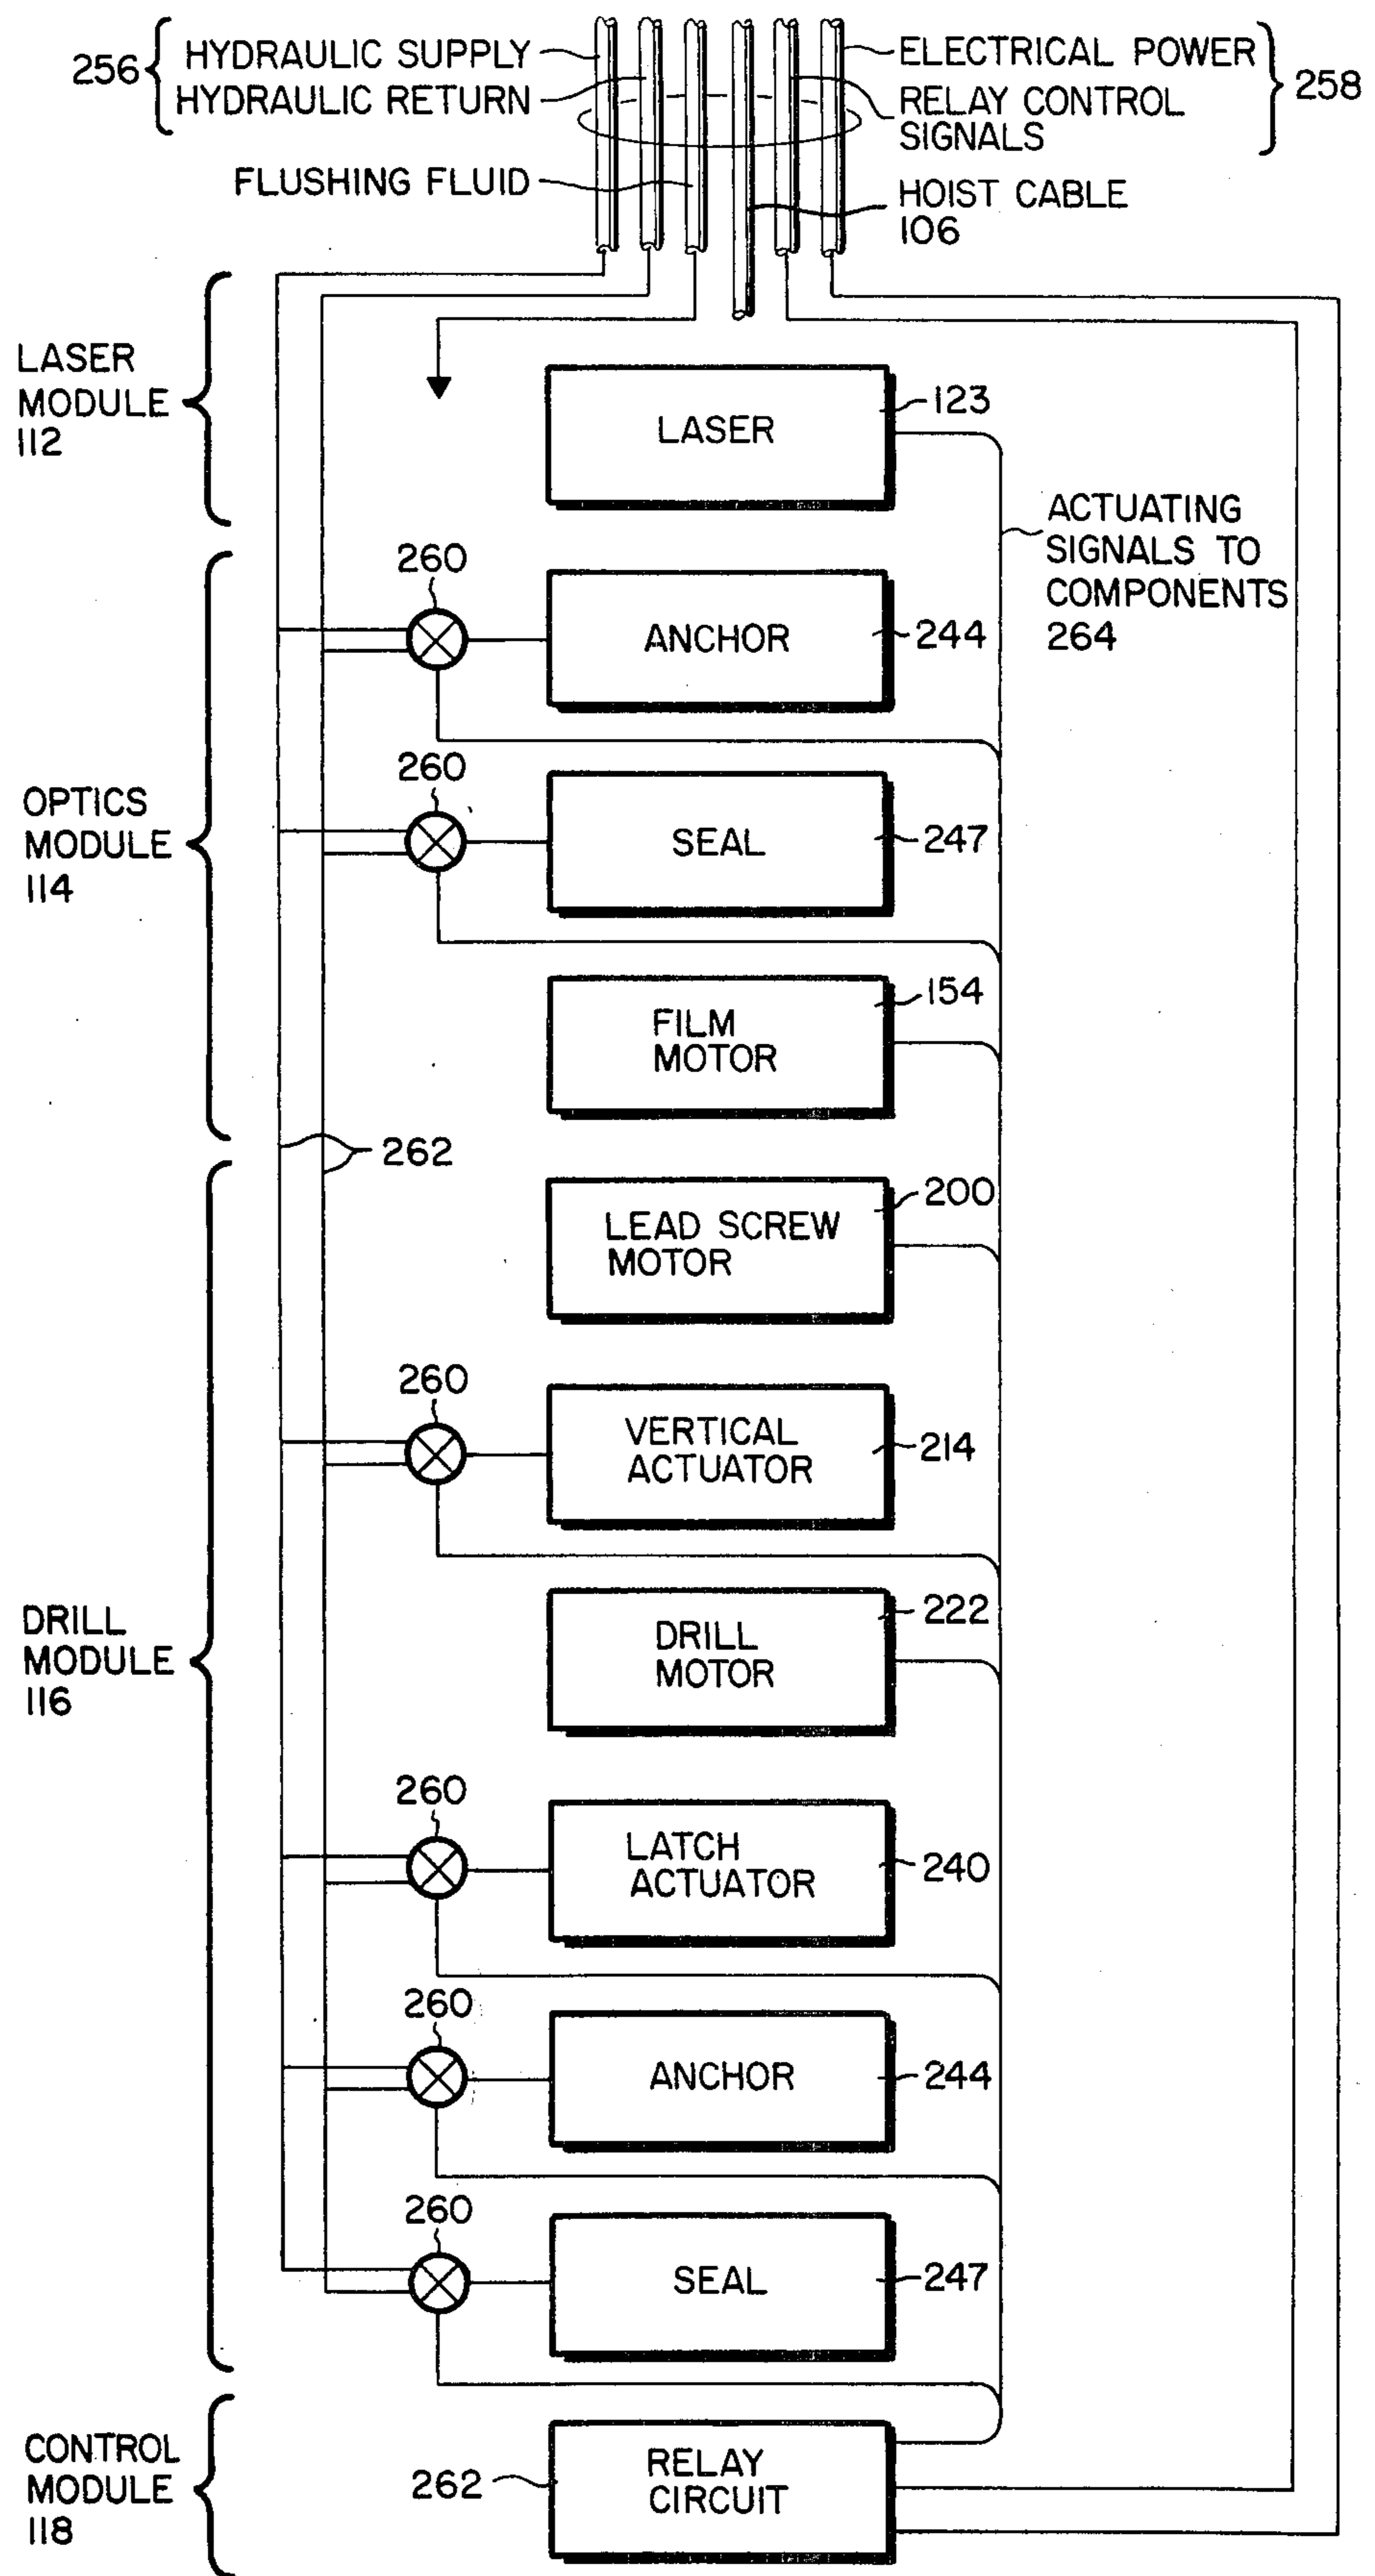 256
HYDRAULIC SUPPLY
HYDRAULIC RETURN
FLUSHING FLUID
ELECTRICAL POWER
RELAY CONTROL
SIGNALS
258
HOIST CABLE
106
LASER
MODULE
112
LASER
123
ACTUATING
SIGNALS TO
COMPONENTS
264
OPTICS
MODULE
114
260
ANCHOR
244
260
SEAL
247
FILM
MOTOR
154
262
DRILL
MODULE
116
LEAD SCREW
MOTOR
200
260
VERTICAL
ACTUATOR
214
DRILL
MOTOR
222
260
LATCH
ACTUATOR
240
260
ANCHOR
244
260
SEAL
247
CONTROL
MODULE
118
262
RELAY
CIRCUIT